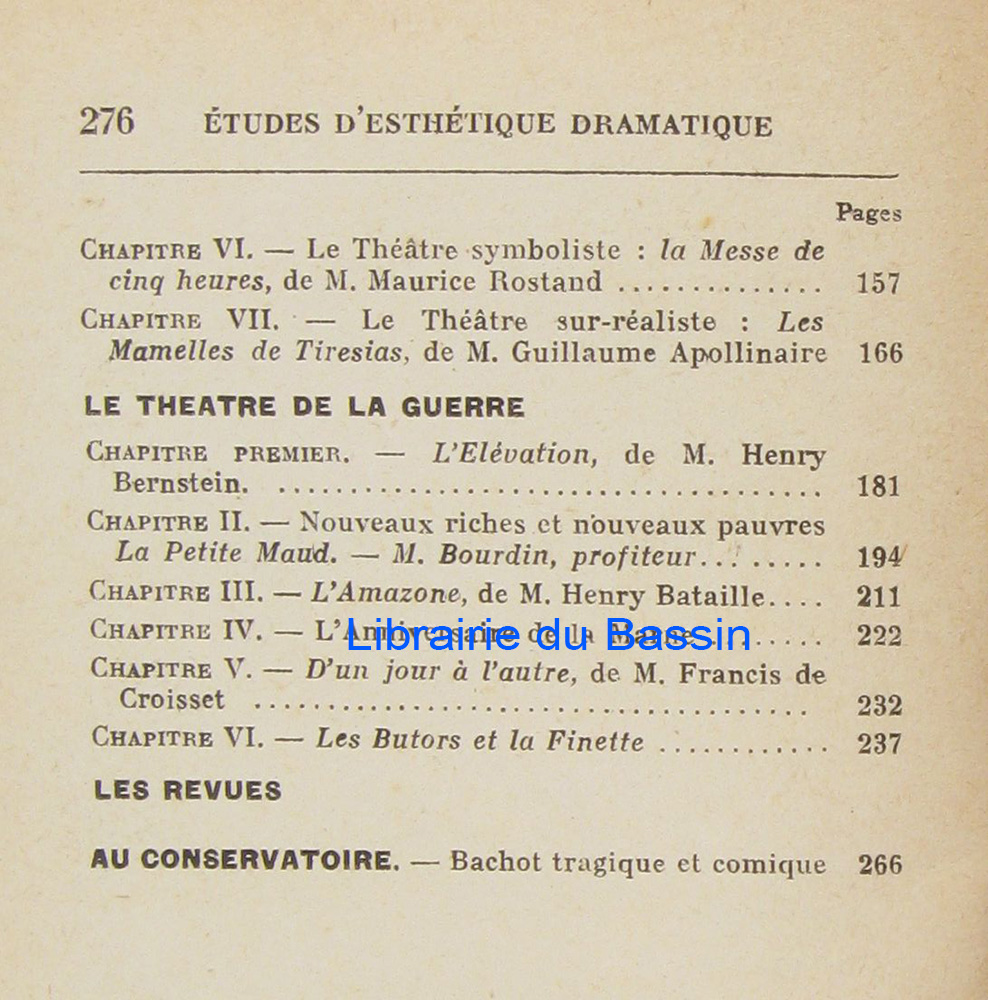 276 ÉTUDES D'ESTHÉTIQUE DRAMATIQUE
Pages
CHAPITRE VI. — Le Théâtre symboliste : la Messe de
cinq heures, de M. Maurice Rostand .............. 157
CHAPITRE VII. — Le Théâtre sur-réaliste : Les
Mamelles de Tiresias, de M. Guillaume Apollinaire 166
LE THEATRE DE LA GUERRE
CHAPITRE PREMIER. — L'Elévation, de M. Henry
Bernstein. ..................................... 181
CHAPITRE II. — Nouveaux riches et nouveaux pauvres
La Petite Maud. — M. Bourdin, profiteur........ 194
CHAPITRE III. — L'Amazone, de M. Henry Bataille.... 211
CHAPITRE IV. — L'Anniversaire de la Marne ........ 222
Librairie du Bassin
CHAPITRE V. — D'un jour à l'autre, de M. Francis de
Croisset ...................................... 232
CHAPITRE VI. — Les Butors et la Finette ............ 237
LES REVUES
AU CONSERVATOIRE. — Bachot tragique et comique 266